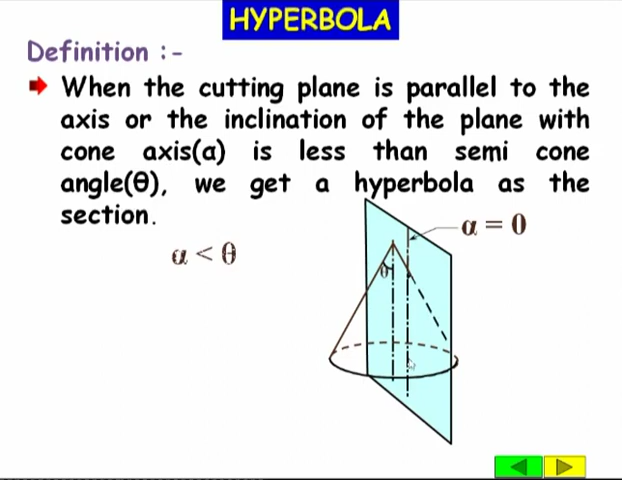 HYPERBOLA
Definition :-
When the cutting plane is parallel to the
axis or the inclination of the plane with
cone axis(α) is less than semi cone
angle(θ), we get a hyperbola as the
section.
α = 0
α < θ
θ